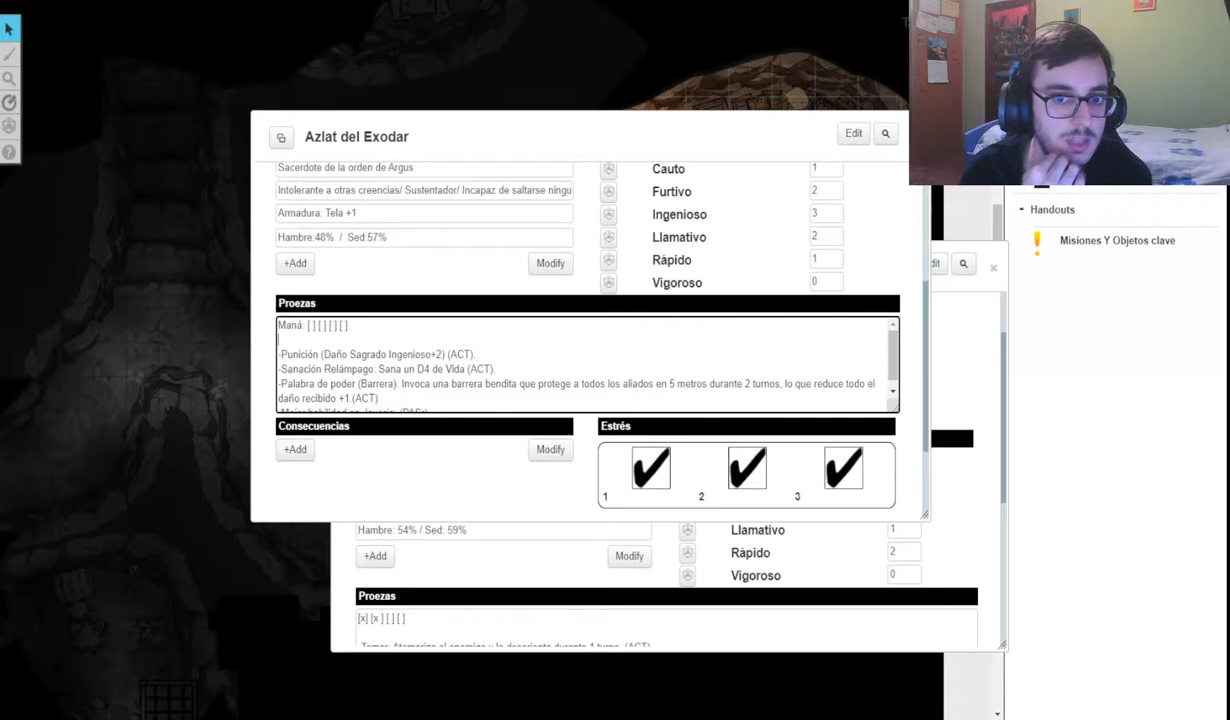 Azlat del Exodar
Edit
Sacerdote de la orden de Argus
Intolerante a otras creencias/ Sustentador/ Incapaz de saltarse ningu
Armadura: Tela +1
Hambre:48% / Sed:57%
+Add
Modify
Cauto 1
Furtivo 2
Ingenioso 3
Llamativo 2
Rápido 1
Vigoroso 0
Proezas
Maná: [ ] [ ] [ ] [ ] [ ]
-Punición (Daño Sagrado Ingenioso+2) (ACT).
-Sanación Relámpago: Sana un D4 de Vida (ACT).
-Palabra de poder (Barrera): Invoca una barrera bendita que protege a todos los aliados en 5 metros durante 2 turnos, lo que reduce todo el
daño recibido +1.(ACT)
Consecuencias
+Add
Modify
Estrés
1 2 3
Hambre: 54% / Sed: 59%
+Add
Modify
Llamativo 1
Rápido 2
Vigoroso 0
Proezas
[x] [x ] [ ] [ ]
Handouts
Misiones Y Objetos clave